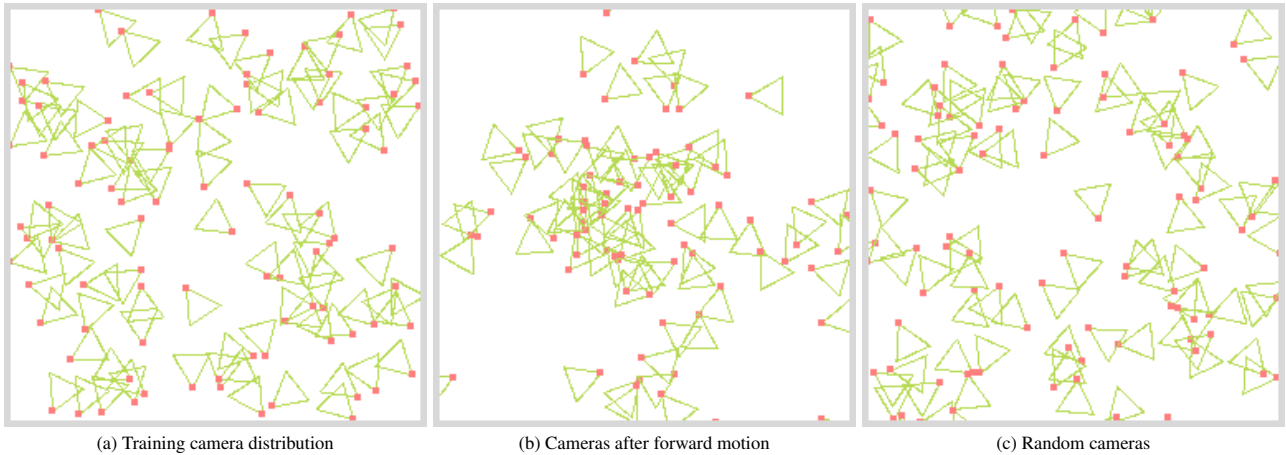 (a) Training camera distribution
(b) Cameras after forward motion
(c) Random cameras